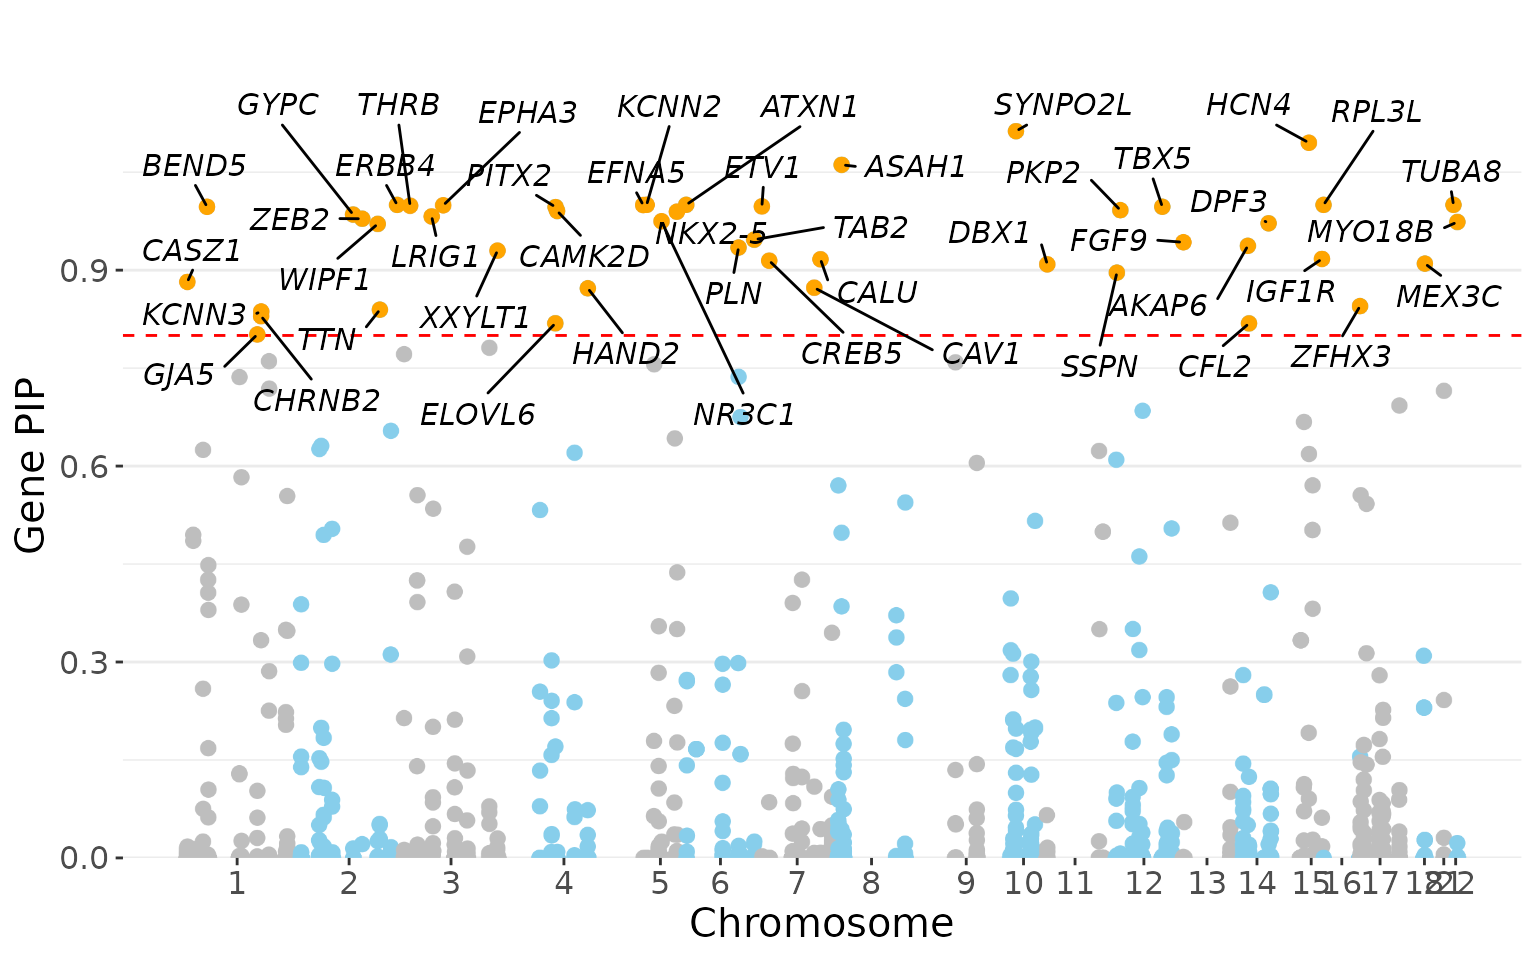 GYPC THRB EPHA3 KCNN2 ATXN1 SYNPO2L HCN4 RPL3L
BEND5 ERBB4 PITX2 EFNA5 ETV1 ASAH1 PKP2 TBX5 TUBA8
ZEB2 NKX2-5 TAB2 DBX1 FGF9 DPF3 MYO18B
CASZ1 WIPF1 LRIG1 CAMK2D PLN CALU AKAP6 IGF1R MEX3C
KCNN3 TTN XXYLT1 HAND2 CREB5 CAV1 SSPN CFL2 ZFHX3
GJA5 CHRNB2 ELOVL6 NR3C1
0.9
0.6
0.3
0.0
Gene PIP
1 2 3 4 5 6 7 8 9 10 11 12 13 14 15 16 17 18 21 22
Chromosome